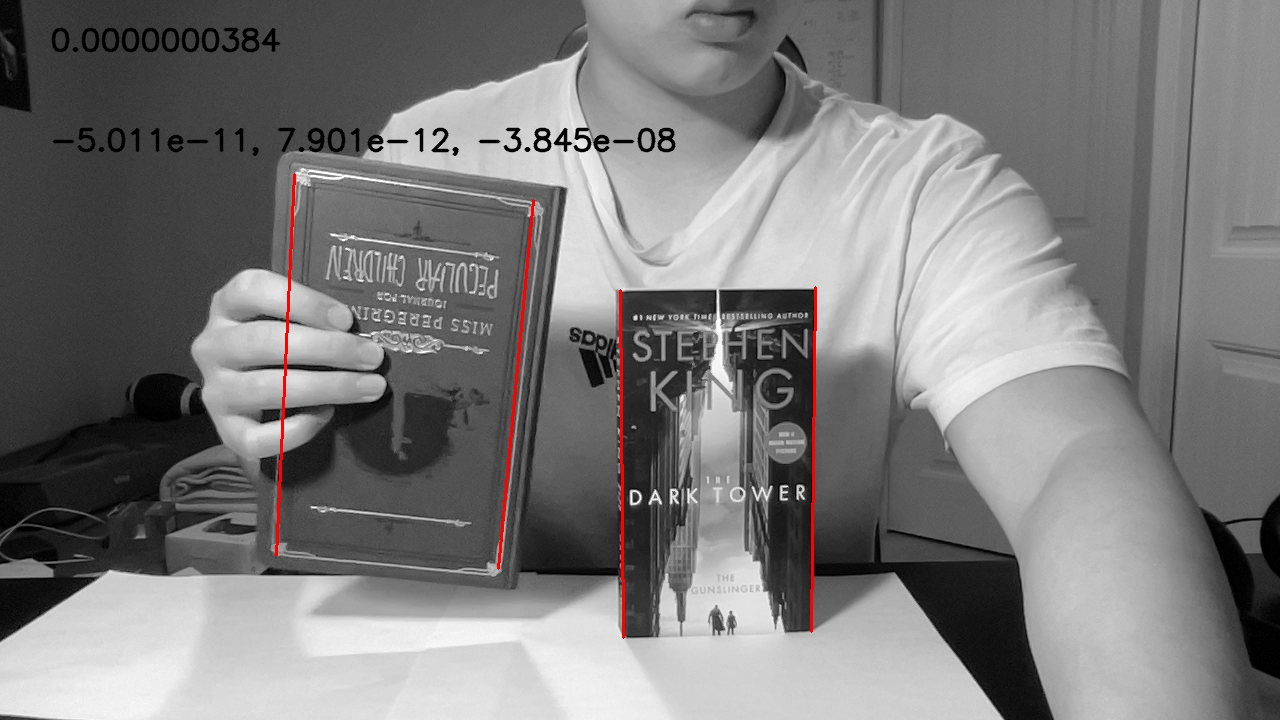 0.0000000384
−5.011e−11, 7.901e−12, −3.845e−08
MISS PEREGRIN
JOURNAL FOR
PECULIAR CHILDREN
adidas
#1 NEW YORK TIMES BESTSELLING AUTHOR
STEPHEN
KING
THE
DARK TOWER
THE
GUNSLINGER